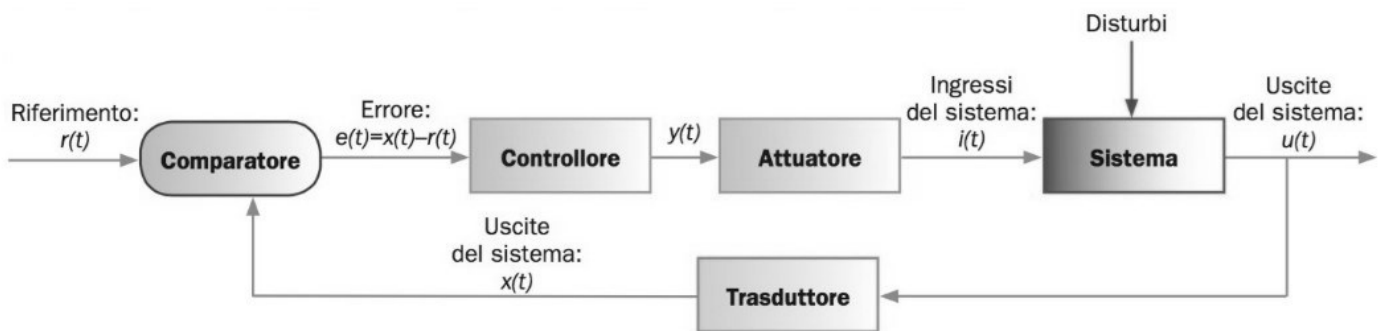 Disturbi
Riferimento:
r(t)
Comparatore
Errore:
e(t)=x(t)–r(t)
Controllore
y(t)
Attuatore
Ingressi
del sistema:
i(t)
Sistema
Uscite
del sistema:
u(t)
Uscite
del sistema:
x(t)
Trasduttore